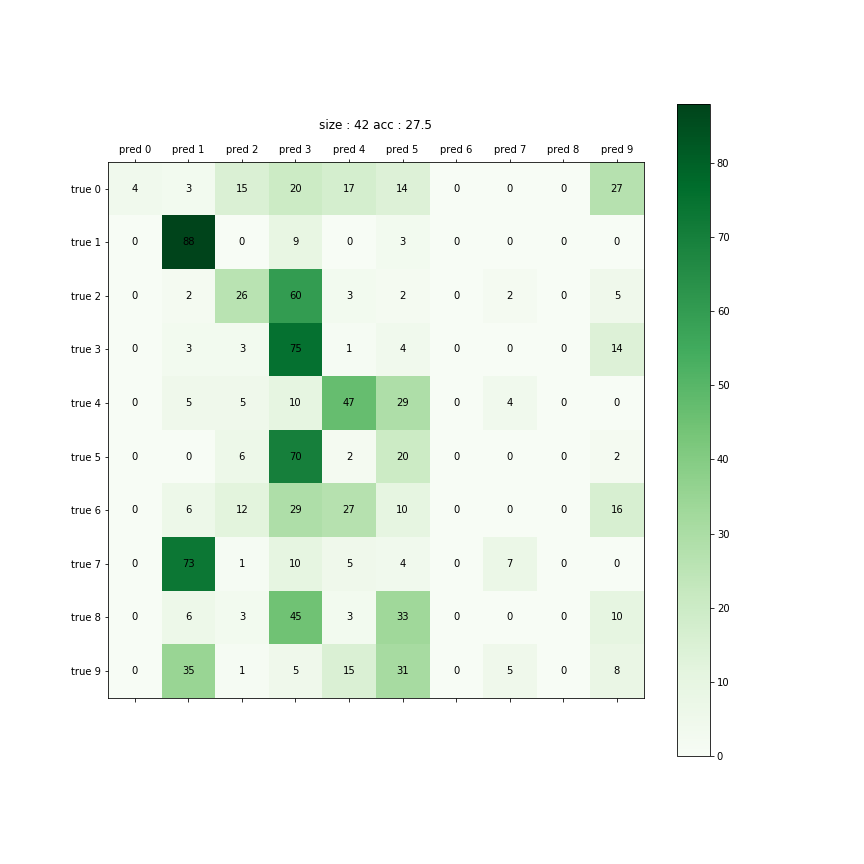 size : 42 acc : 27.5
pred 0 pred 1 pred 2 pred 3 pred 4 pred 5 pred 6 pred 7 pred 8 pred 9
true 0 4 3 15 20 17 14 0 0 0 27
true 1 0 88 0 9 0 3 0 0 0 0
true 2 0 2 26 60 3 2 0 2 0 5
true 3 0 3 3 75 1 4 0 0 0 14
true 4 0 5 5 10 47 29 0 4 0 0
true 5 0 0 6 70 2 20 0 0 0 2
true 6 0 6 12 29 27 10 0 0 0 16
true 7 0 73 1 10 5 4 0 7 0 0
true 8 0 6 3 45 3 33 0 0 0 10
true 9 0 35 1 5 15 31 0 5 0 8
80
70
60
50
40
30
20
10
0